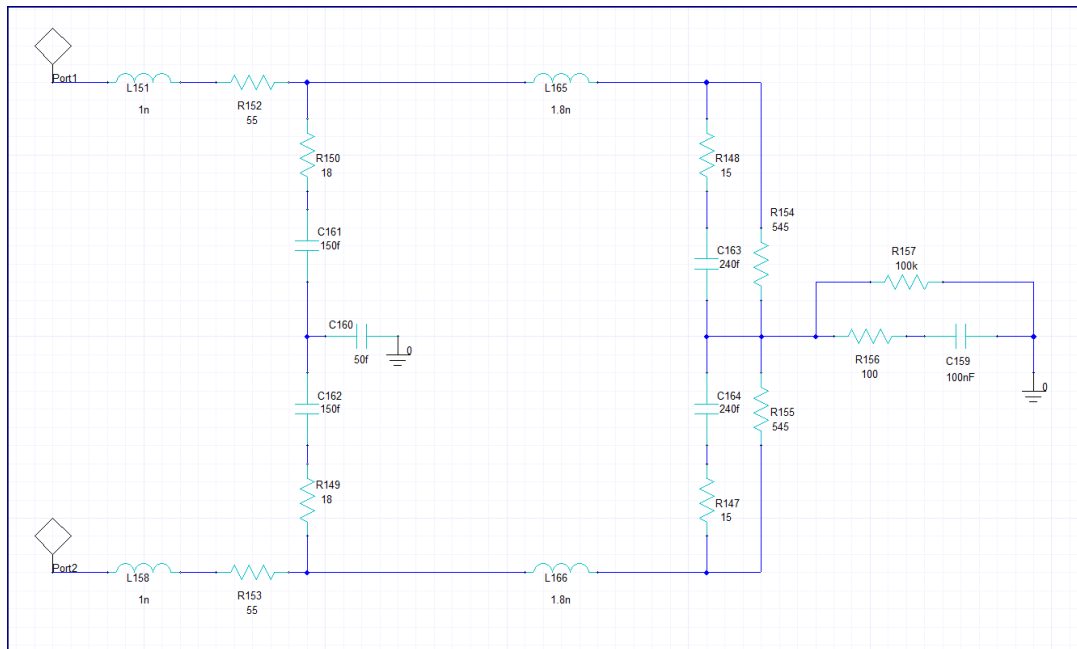 Port1
L151
1n
R152
55
L165
1.8n
R150
18
R148
15
C161
150f
R154
545
C163
240f
R157
100k
C160
50f
0
R156
100
C159
100nF
0
C162
150f
C164
240f
R155
545
R149
18
R147
15
Port2
L158
1n
R153
55
L166
1.8n